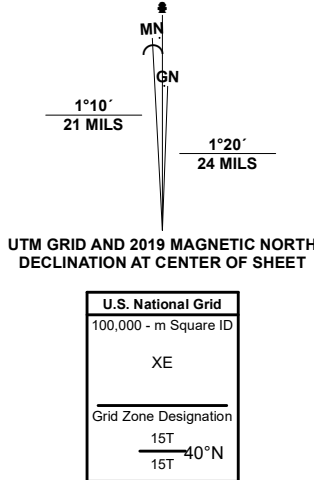 MN
GN
1°10´
21 MILS
1°20´
24 MILS
UTM GRID AND 2019 MAGNETIC NORTH
DECLINATION AT CENTER OF SHEET
U.S. National Grid
100,000 - m Square ID
XE
Grid Zone Designation
15T
40°N
15T